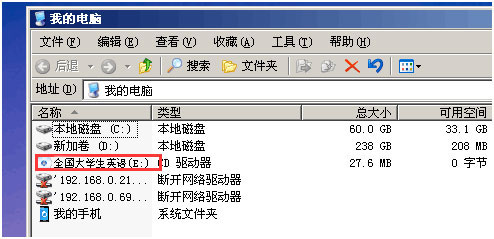 我的电脑
文件(F) 编辑(E) 查看(V) 收藏(A) 工具(T) 帮助(H)
后退 搜索 文件夹
地址(D) 我的电脑
名称 类型 总大小 可用空间
本地磁盘 (C:) 本地磁盘 60.0 GB 33.1 GB
新加卷 (D:) 本地磁盘 238 GB 208 MB
全国大学生英语(E:) CD 驱动器 27.6 MB 0 字节
'192.168.0.21... 断开网络驱动器
'192.168.0.69... 断开网络驱动器
我的手机 系统文件夹